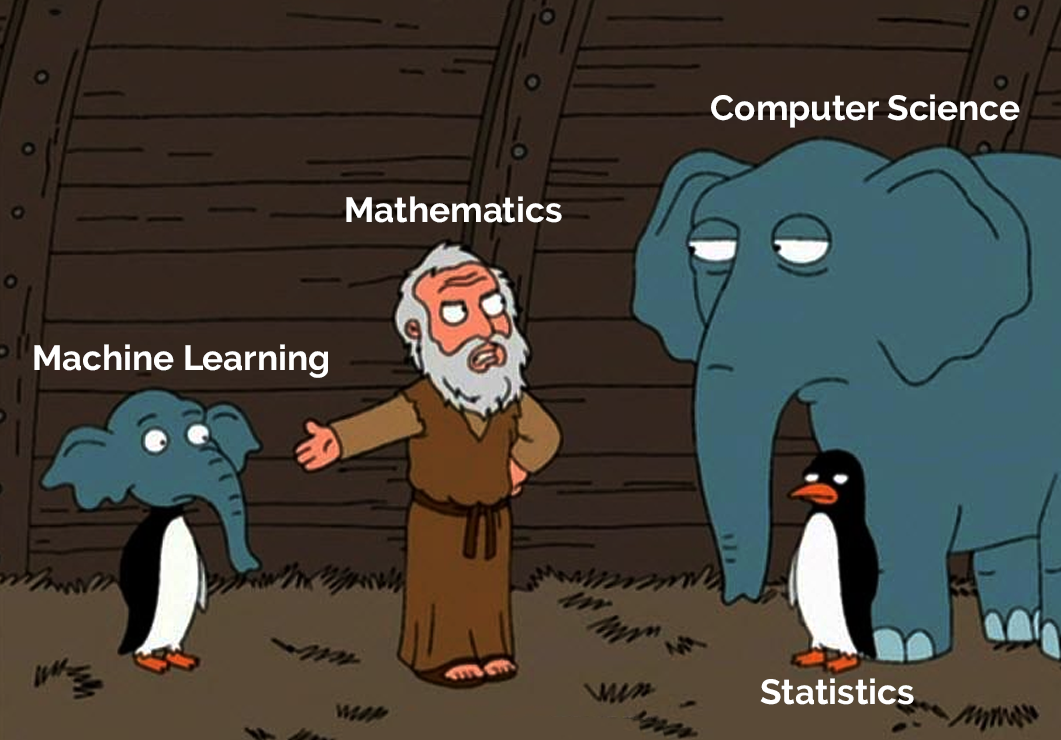 Computer Science
Mathematics
Machine Learning
Statistics